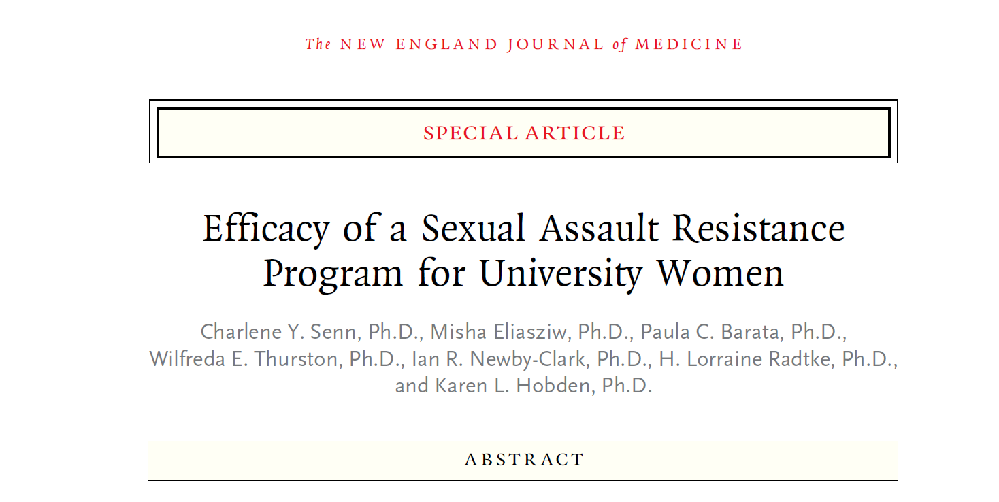 The NEW ENGLAND JOURNAL of MEDICINE
SPECIAL ARTICLE
Efficacy of a Sexual Assault Resistance
Program for University Women
Charlene Y. Senn, Ph.D., Misha Eliasziw, Ph.D., Paula C. Barata, Ph.D.,
Wilfreda E. Thurston, Ph.D., Ian R. Newby-Clark, Ph.D., H. Lorraine Radtke, Ph.D.,
and Karen L. Hobden, Ph.D.
ABSTRACT